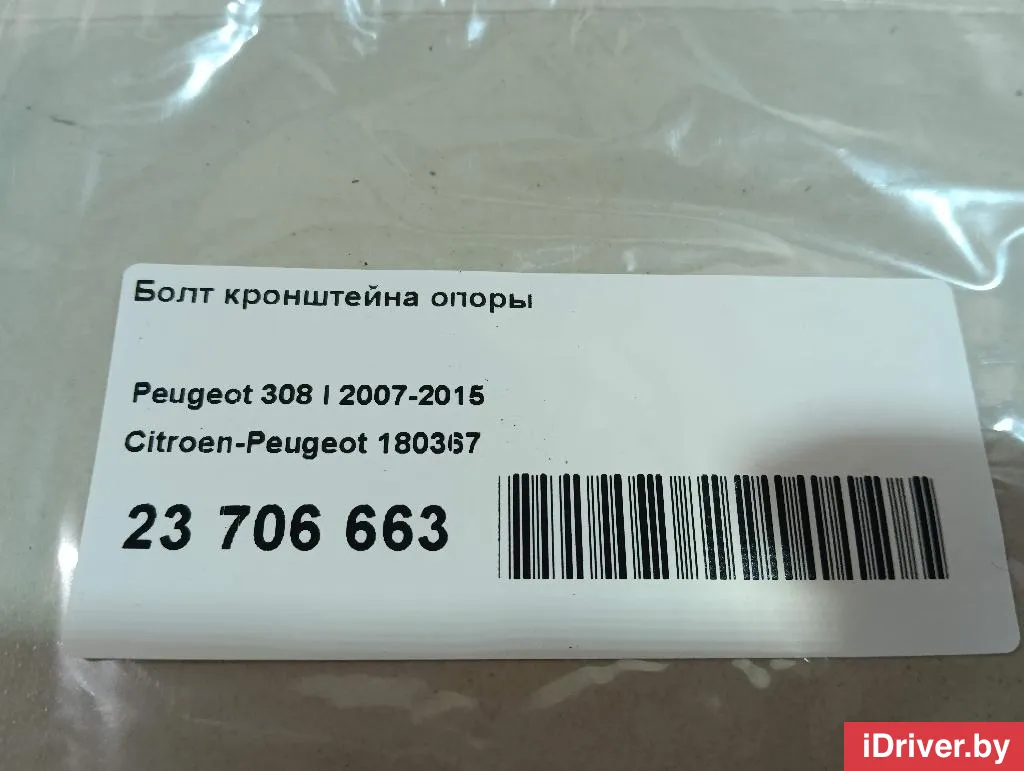 Болт кронштейна опоры
Peugeot 308 I 2007-2015
Citroen-Peugeot 180367
23 706 663
iDriver.by